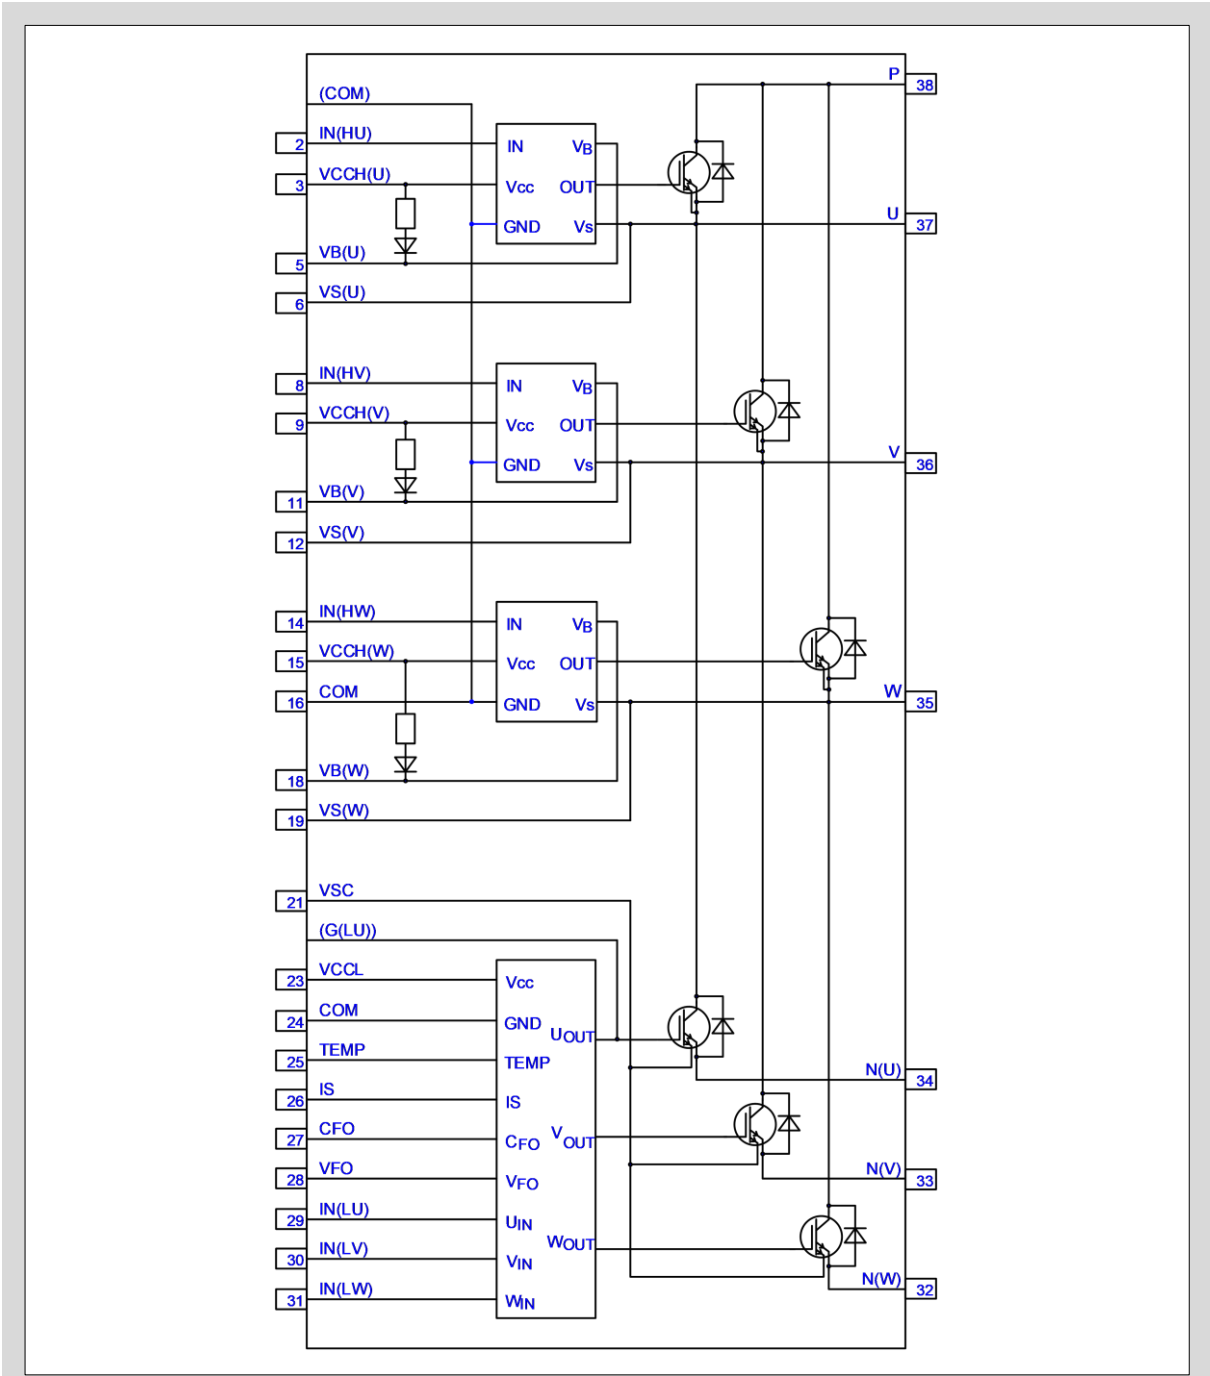 P
38
(COM)
2 IN(HU) IN VB
3 VCCH(U) Vcc OUT
GND Vs U 37
5 VB(U)
6 VS(U)
8 IN(HV) IN VB
9 VCCH(V) Vcc OUT
GND Vs V 36
11 VB(V)
12 VS(V)
14 IN(HW) IN VB
15 VCCH(W) Vcc OUT
16 COM GND Vs W 35
18 VB(W)
19 VS(W)
21 VSC
(G(LU))
23 VCCL Vcc
24 COM GND UOUT
25 TEMP TEMP N(U) 34
26 IS IS
27 CFO CFO VOUT
28 VFO VFO N(V) 33
29 IN(LU) UIN
30 IN(LV) VIN WOUT
31 IN(LW) WIN N(W) 32